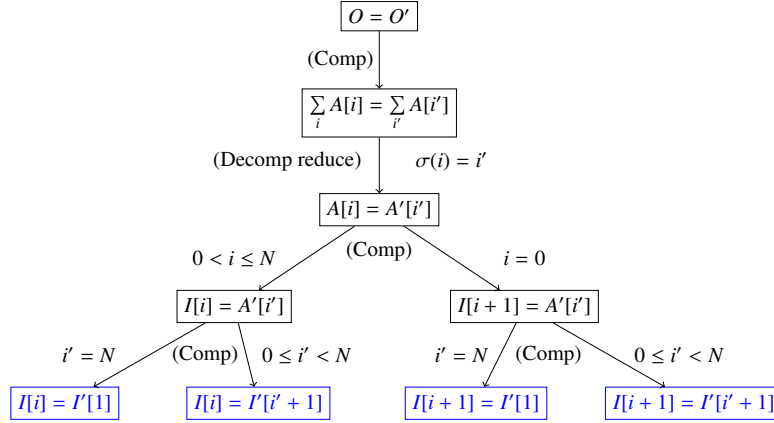 O = O'
(Comp)
∑_i A[i] = ∑_{i'} A[i']
(Decomp reduce) σ(i) = i'
A[i] = A'[i']
0 < i ≤ N (Comp) i = 0
I[i] = A'[i'] I[i + 1] = A'[i']
i' = N (Comp) 0 ≤ i' < N i' = N (Comp) 0 ≤ i' < N
I[i] = I'[1] I[i] = I'[i' + 1] I[i + 1] = I'[1] I[i + 1] = I'[i' + 1]